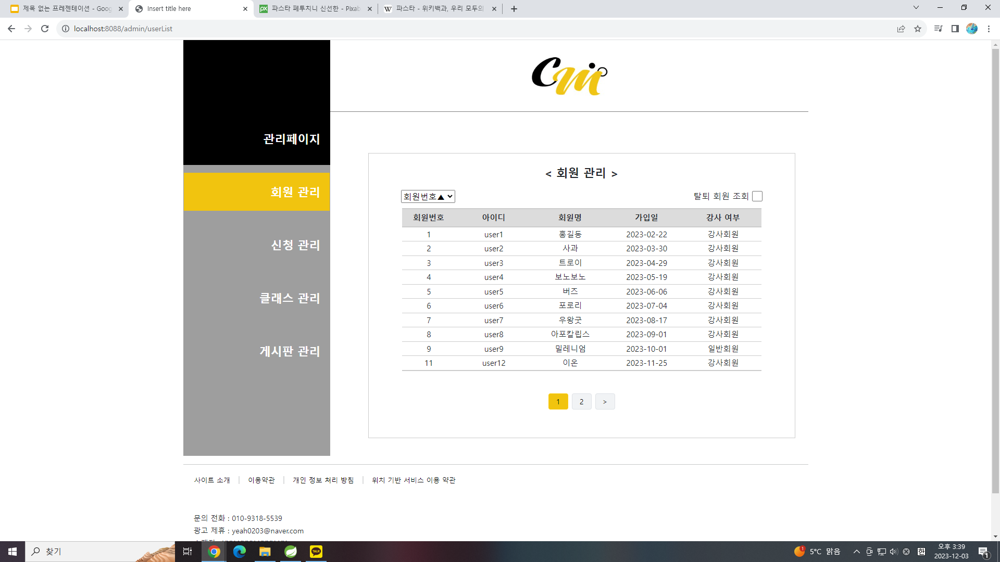 제목 없는 프레젠테이션 - Goog
Insert title here
파스타 페투치니 신선한 - Pixab
파스타 - 위키백과, 우리 모두의
localhost:8088/admin/userList
Cm
관리페이지
회원 관리
신청 관리
클래스 관리
게시판 관리
< 회원 관리 >
회원번호▲ 탈퇴 회원 조회
회원번호 아이디 회원명 가입일 강사 여부
1 user1 홍길동 2023-02-22 강사회원
2 user2 사과 2023-03-30 강사회원
3 user3 트로이 2023-04-29 강사회원
4 user4 보노보노 2023-05-19 강사회원
5 user5 버즈 2023-06-06 강사회원
6 user6 포로리 2023-07-04 강사회원
7 user7 우왕굿 2023-08-17 강사회원
8 user8 아포칼립스 2023-09-01 강사회원
9 user9 밀레니엄 2023-10-01 일반회원
11 user12 이온 2023-11-25 강사회원
1 2 >
사이트 소개 | 이용약관 | 개인 정보 처리 방침 | 위치 기반 서비스 이용 약관
문의 전화 : 010-9318-5539
광고 제휴 : yeah0203@naver.com
찾기
TALK
1
5°C 맑음
한
오후 3:39
2023-12-03
1